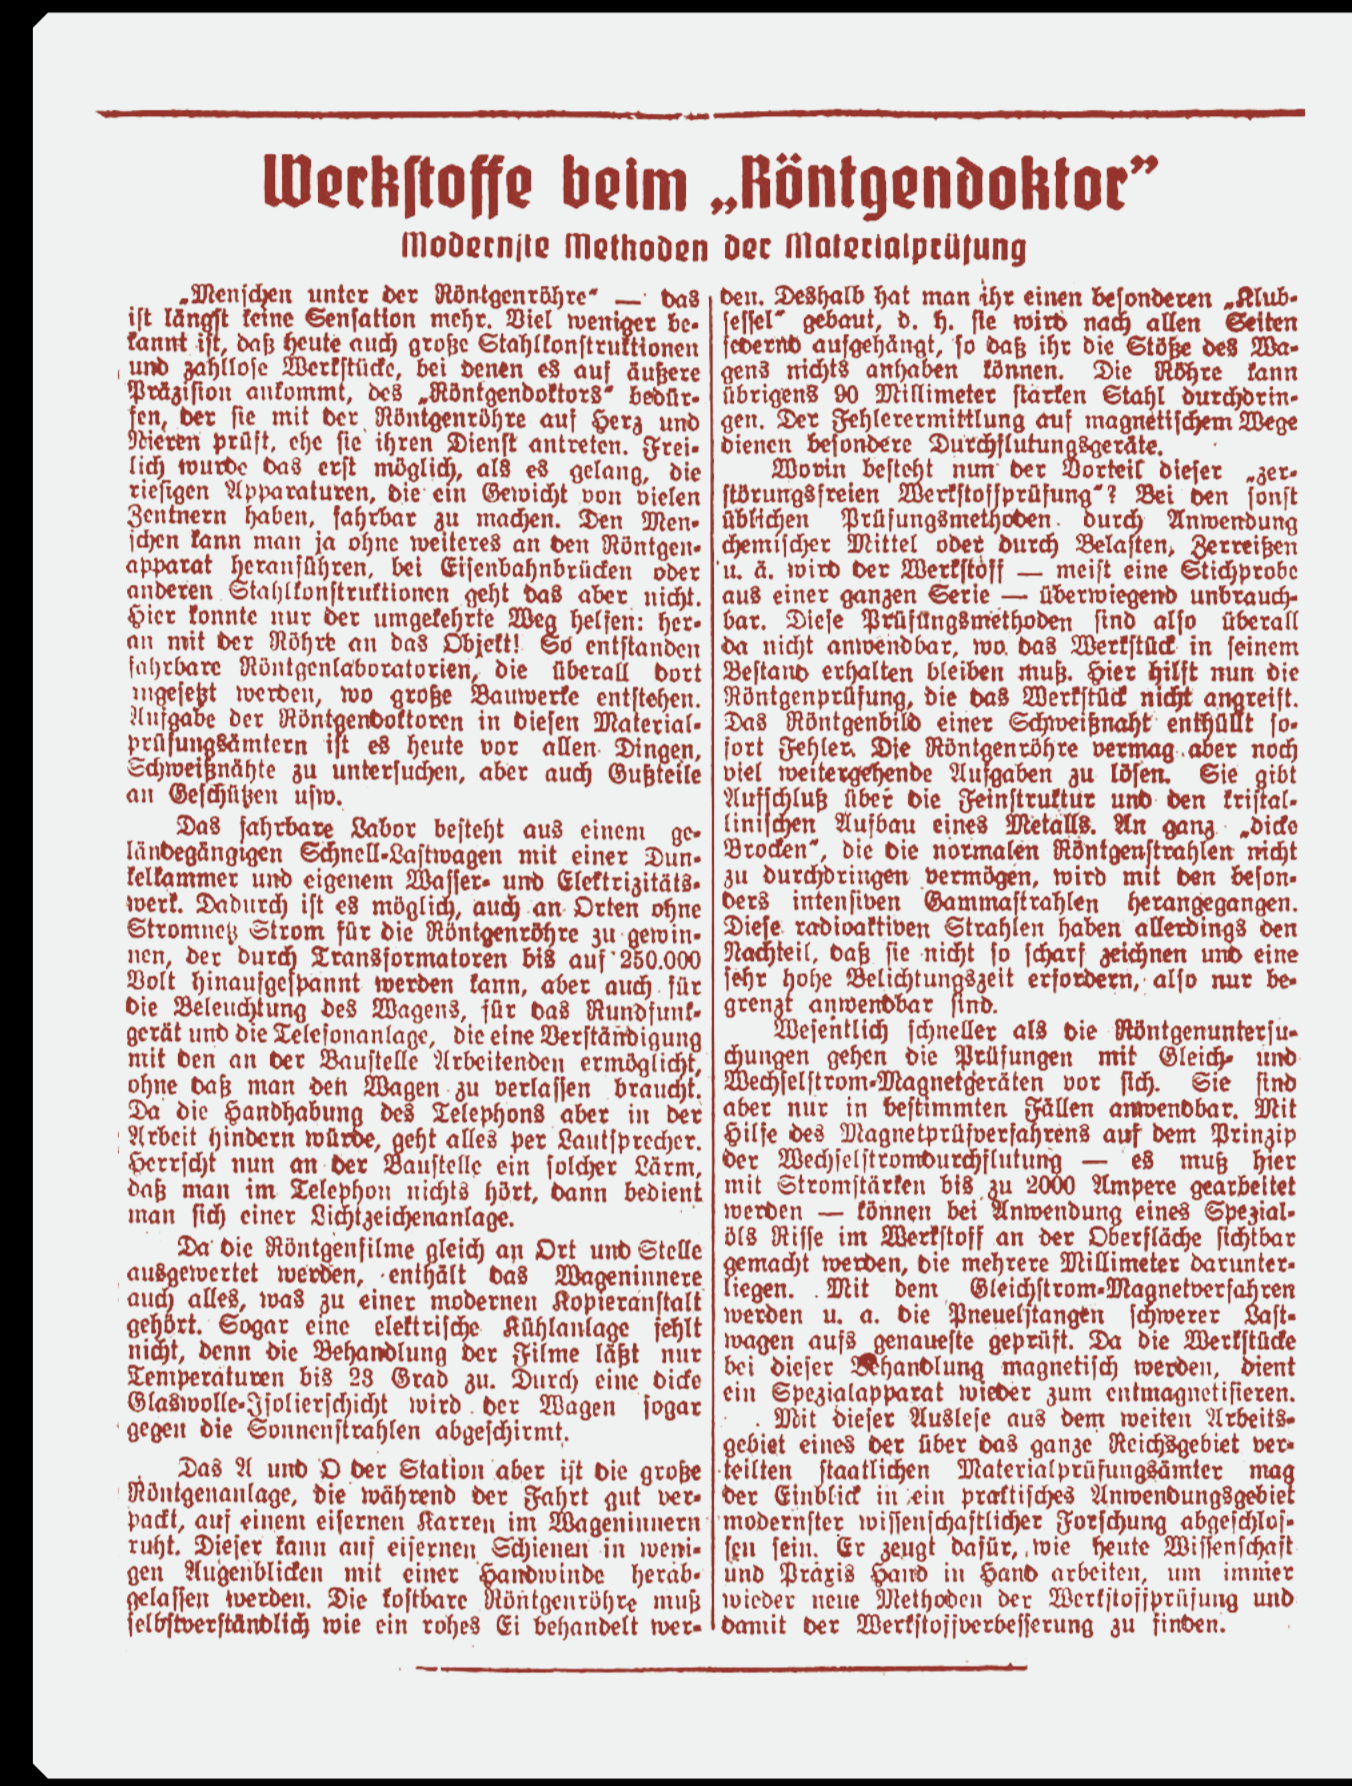 Werkstoffe beim „Röntgendoktor”
Modernste Methoden der Materialprüfung
„Menschen unter der Röntgenröhre“ — das
ist längst keine Sensation mehr. Viel weniger be-
kannt ist, daß heute auch große Stahlkonstruktionen
und zahllose Werkstücke, bei denen es auf äußere
Präzision ankommt, des „Röntgendoktors“ bedür-
fen, der sie mit der Röntgenröhre auf Herz und
Nieren prüft, ehe sie ihren Dienst antreten. Frei-
lich wurde das erst möglich, als es gelang, die
riesigen Apparaturen, die ein Gewicht von vielen
Zentnern haben, fahrbar zu machen. Den Men-
schen kann man ja ohne weiteres an den Röntgen-
apparat heranführen, bei Eisenbahnbrücken oder
anderen Stahlkonstruktionen geht das aber nicht.
Hier konnte nur der umgekehrte Weg helfen: her-
an mit der Röhre an das Objekt! So entstanden
fahrbare Röntgenlaboratorien, die überall dort
ingesetzt werden, wo große Bauwerke entstehen.
Aufgabe der Röntgendoktoren in diesen Material-
prüfungsämtern ist es heute vor allen Dingen,
Schweißnähte zu untersuchen, aber auch Gußteile
an Geschützen usw.
Das fahrbare Labor besteht aus einem ge-
ländegängigen Schnell-Lastwagen mit einer Dun-
kelkammer und eigenem Wasser- und Elektrizitäts-
werk. Dadurch ist es möglich, auch an Orten ohne
Stromnetz Strom für die Röntgenröhre zu gewin-
nen, der durch Transformatoren bis auf 250.000
Volt hinaufgespannt werden kann, aber auch für
die Beleuchtung des Wagens, für das Rundfunk-
gerät und die Telefonanlage, die eine Verständigung
mit den an der Baustelle Arbeitenden ermöglicht,
ohne daß man den Wagen zu verlassen braucht.
Da die Handhabung des Telephons aber in der
Arbeit hindern würde, geht alles per Lautsprecher.
Herrscht nun an der Baustelle ein solcher Lärm,
daß man im Telephon nichts hört, dann bedient
man sich einer Lichtzeichenanlage.
Da die Röntgenfilme gleich an Ort und Stelle
ausgewertet werden, enthält das Wageninnere
auch alles, was zu einer modernen Kopieranstalt
gehört. Sogar eine elektrische Kühlanlage fehlt
nicht, denn die Behandlung der Filme läßt nur
Temperaturen bis 23 Grad zu. Durch eine dicke
Glaswolle-Isolierschicht wird der Wagen sogar
gegen die Sonnenstrahlen abgeschirmt.
Das A und O der Station aber ist die große
Röntgenanlage, die während der Fahrt gut ver-
packt, auf einem eisernen Karren im Wageninnern
ruht. Dieser kann auf eisernen Schienen in weni-
gen Augenblicken mit einer Handwinde herab-
gelassen werden. Die kostbare Röntgenröhre muß
selbstverständlich wie ein rohes Ei behandelt wer-
den. Deshalb hat man ihr einen besonderen „Klub-
sessel“ gebaut, d. h. sie wird nach allen Seiten
federnd aufgehängt, so daß ihr die Stöße des Wa-
gens nichts anhaben können. Die Röhre kann
übrigens 90 Millimeter starken Stahl durchdrin-
gen. Der Fehlerermittlung auf magnetischem Wege
dienen besondere Durchflutungsgeräte.
Worin besteht nun der Vorteil dieser „zer-
störungsfreien Werkstoffprüfung“? Bei den sonst
üblichen Prüfungsmethoden durch Anwendung
chemischer Mittel oder durch Belasten, Zerreißen
u. ä. wird der Werkstoff — meist eine Stichprobe
aus einer ganzen Serie — überwiegend unbrauch-
bar. Diese Prüfungsmethoden sind also überall
da nicht anwendbar, wo das Werkstück in seinem
Bestand erhalten bleiben muß. Hier hilft nun die
Röntgenprüfung, die das Werkstück nicht angreift.
Das Röntgenbild einer Schweißnaht enthüllt so-
fort Fehler. Die Röntgenröhre vermag aber noch
viel weitergehende Aufgaben zu lösen. Sie gibt
Aufschluß über die Feinstruktur und den kristal-
linischen Aufbau eines Metalls. An ganz „dicke
Brocken“, die die normalen Röntgenstrahlen nicht
zu durchdringen vermögen, wird mit den beson-
ders intensiven Gammastrahlen herangegangen.
Diese radioaktiven Strahlen haben allerdings den
Nachteil, daß sie nicht so scharf zeichnen und eine
sehr hohe Belichtungszeit erfordern, also nur be-
grenzt anwendbar sind.
Wesentlich schneller als die Röntgenuntersu-
chungen gehen die Prüfungen mit Gleich- und
Wechselstrom-Magnetgeräten vor sich. Sie sind
aber nur in bestimmten Fällen anwendbar. Mit
Hilfe des Magnetprüfverfahrens auf dem Prinzip
der Wechselstromdurchflutung — es muß hier
mit Stromstärken bis zu 2000 Ampere gearbeitet
werden — können bei Anwendung eines Spezial-
öls Risse im Werkstoff an der Oberfläche sichtbar
gemacht werden, die mehrere Millimeter darunter-
liegen. Mit dem Gleichstrom-Magnetverfahren
werden u. a. die Pneuelstangen schwerer Last-
wagen aufs genaueste geprüft. Da die Werkstücke
bei dieser Behandlung magnetisch werden, dient
ein Spezialapparat wieder zum entmagnetisieren.
Mit dieser Auslese aus dem weiten Arbeits-
gebiet eines der über das ganze Reichsgebiet ver-
teilten staatlichen Materialprüfungsämter mag
der Einblick in ein praktisches Anwendungsgebiet
modernster wissenschaftlicher Forschung abgeschlos-
sen sein. Er zeugt dafür, wie heute Wissenschaft
und Praxis Hand in Hand arbeiten, um immer
wieder neue Methoden der Werkstoffprüfung und
damit der Werkstoffverbesserung zu finden.